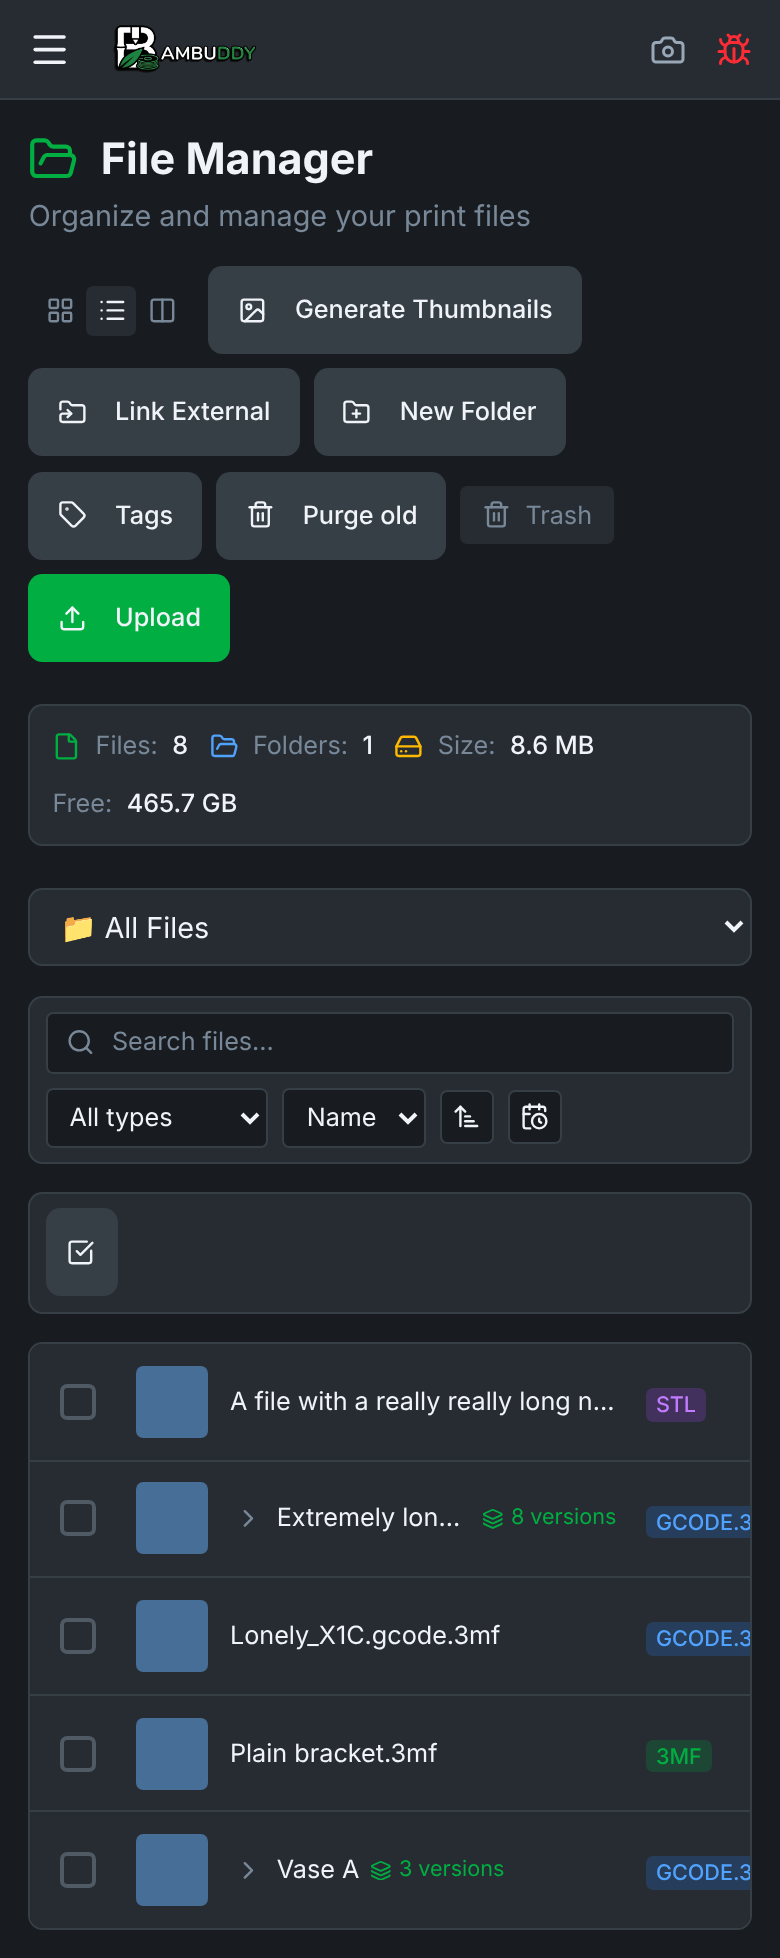 AMBUDDY
File Manager
Organize and manage your print files
Generate Thumbnails
Link External New Folder
Tags Purge old Trash
Upload
Files: 8 Folders: 1 Size: 8.6 MB
Free: 465.7 GB
📁 All Files
Search files...
All types Name
A file with a really really long n... STL
Extremely lon... 8 versions GCODE.3
Lonely_X1C.gcode.3mf GCODE.3
Plain bracket.3mf 3MF
Vase A 3 versions GCODE.3